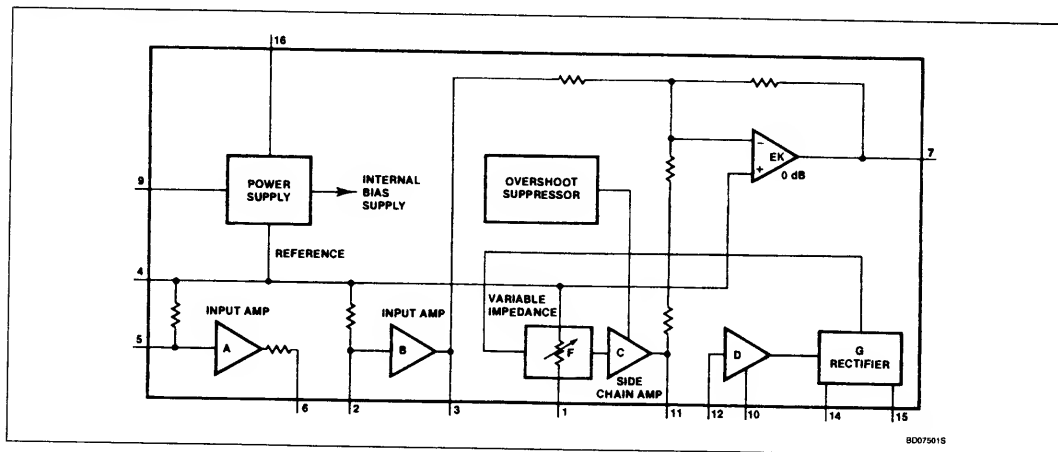 16
9
POWER
SUPPLY
INTERNAL
BIAS
SUPPLY
OVERSHOOT
SUPPRESSOR
−
EK
+
0 dB
7
REFERENCE
4
INPUT AMP
INPUT AMP
VARIABLE
IMPEDANCE
5
A
B
F
C
D
G
RECTIFIER
SIDE
CHAIN AMP
6
2
3
1
11
12
10
14
15
BD07501S